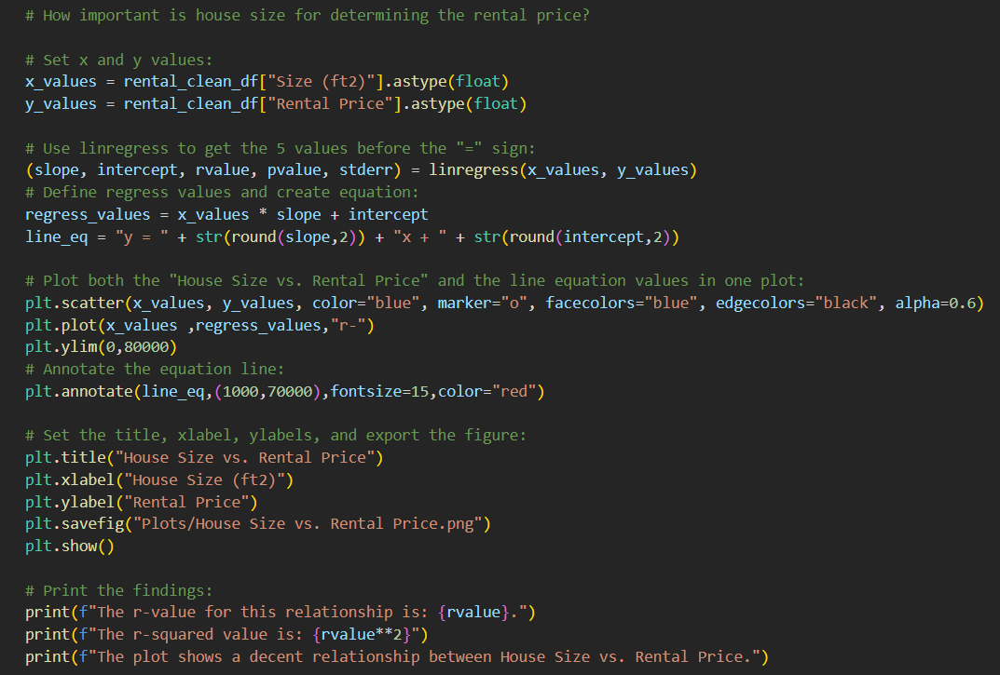 # How important is house size for determining the rental price?
# Set x and y values:
x_values = rental_clean_df["Size (ft2)"].astype(float)
y_values = rental_clean_df["Rental Price"].astype(float)
# Use linregress to get the 5 values before the "=" sign:
(slope, intercept, rvalue, pvalue, stderr) = linregress(x_values, y_values)
# Define regress values and create equation:
regress_values = x_values * slope + intercept
line_eq = "y = " + str(round(slope,2)) + "x + " + str(round(intercept,2))
# Plot both the "House Size vs. Rental Price" and the line equation values in one plot:
plt.scatter(x_values, y_values, color="blue", marker="o", facecolors="blue", edgecolors="black", alpha=0.6)
plt.plot(x_values ,regress_values,"r-")
plt.ylim(0,80000)
# Annotate the equation line:
plt.annotate(line_eq,(1000,70000),fontsize=15,color="red")
# Set the title, xlabel, ylabels, and export the figure:
plt.title("House Size vs. Rental Price")
plt.xlabel("House Size (ft2)")
plt.ylabel("Rental Price")
plt.savefig("Plots/House Size vs. Rental Price.png")
plt.show()
# Print the findings:
print(f"The r-value for this relationship is: {rvalue}.")
print(f"The r-squared value is: {rvalue**2}")
print(f"The plot shows a decent relationship between House Size vs. Rental Price.")